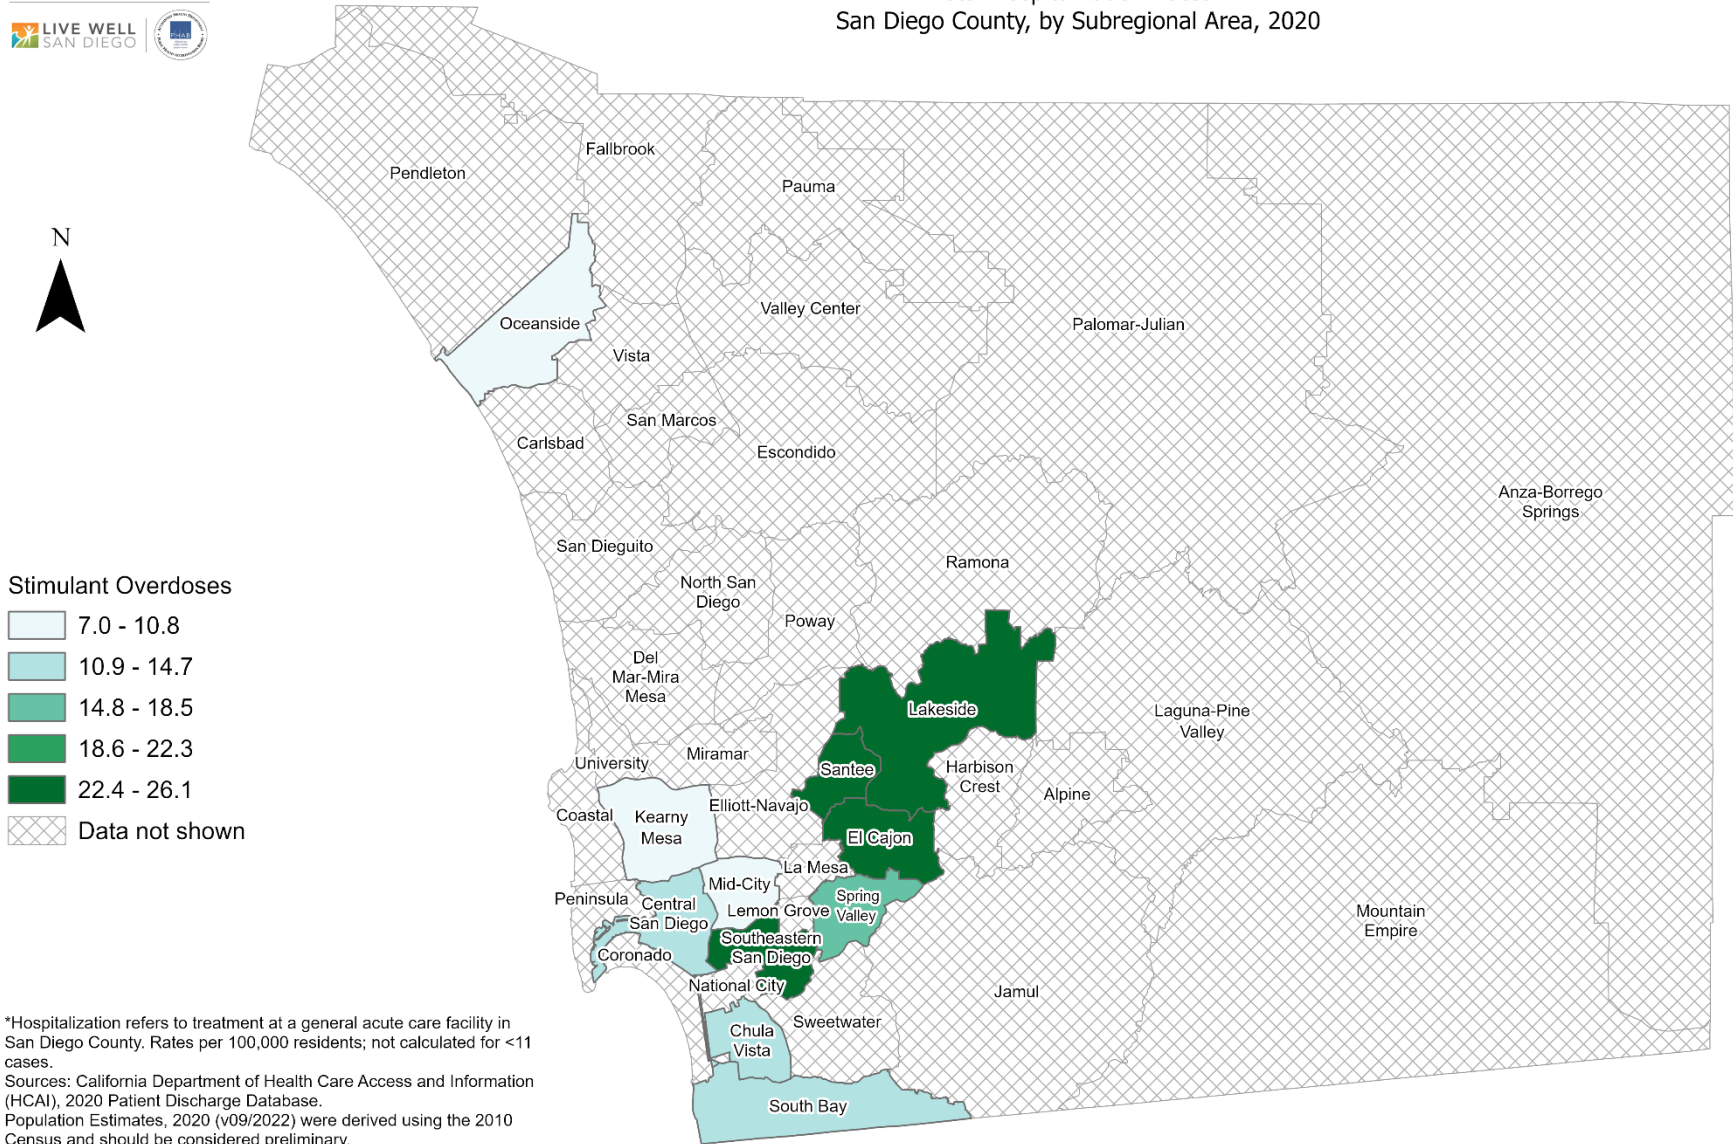 LIVE WELL
SAN DIEGO
PHAB
San Diego County, by Subregional Area, 2020
N
Pendleton
Fallbrook
Pauma
Oceanside
Valley Center
Palomar-Julian
Vista
San Marcos
Carlsbad
Escondido
Anza-Borrego
Springs
San Dieguito
Ramona
North San
Diego
Poway
Del
Mar-Mira
Mesa
Lakeside
Laguna-Pine
Valley
Miramar
University
Santee
Harbison
Crest
Alpine
Elliott-Navajo
Coastal
Kearny
Mesa
El Cajon
La Mesa
Mid-City
Peninsula
Central
San Diego
Lemon Grove
Spring
Valley
Mountain
Empire
Southeastern
San Diego
Coronado
National City
Jamul
Sweetwater
Chula
Vista
South Bay
Stimulant Overdoses
7.0 - 10.8
10.9 - 14.7
14.8 - 18.5
18.6 - 22.3
22.4 - 26.1
Data not shown
*Hospitalization refers to treatment at a general acute care facility in
San Diego County. Rates per 100,000 residents; not calculated for <11
cases.
Sources: California Department of Health Care Access and Information
(HCAI), 2020 Patient Discharge Database.
Population Estimates, 2020 (v09/2022) were derived using the 2010
Census and should be considered preliminary.